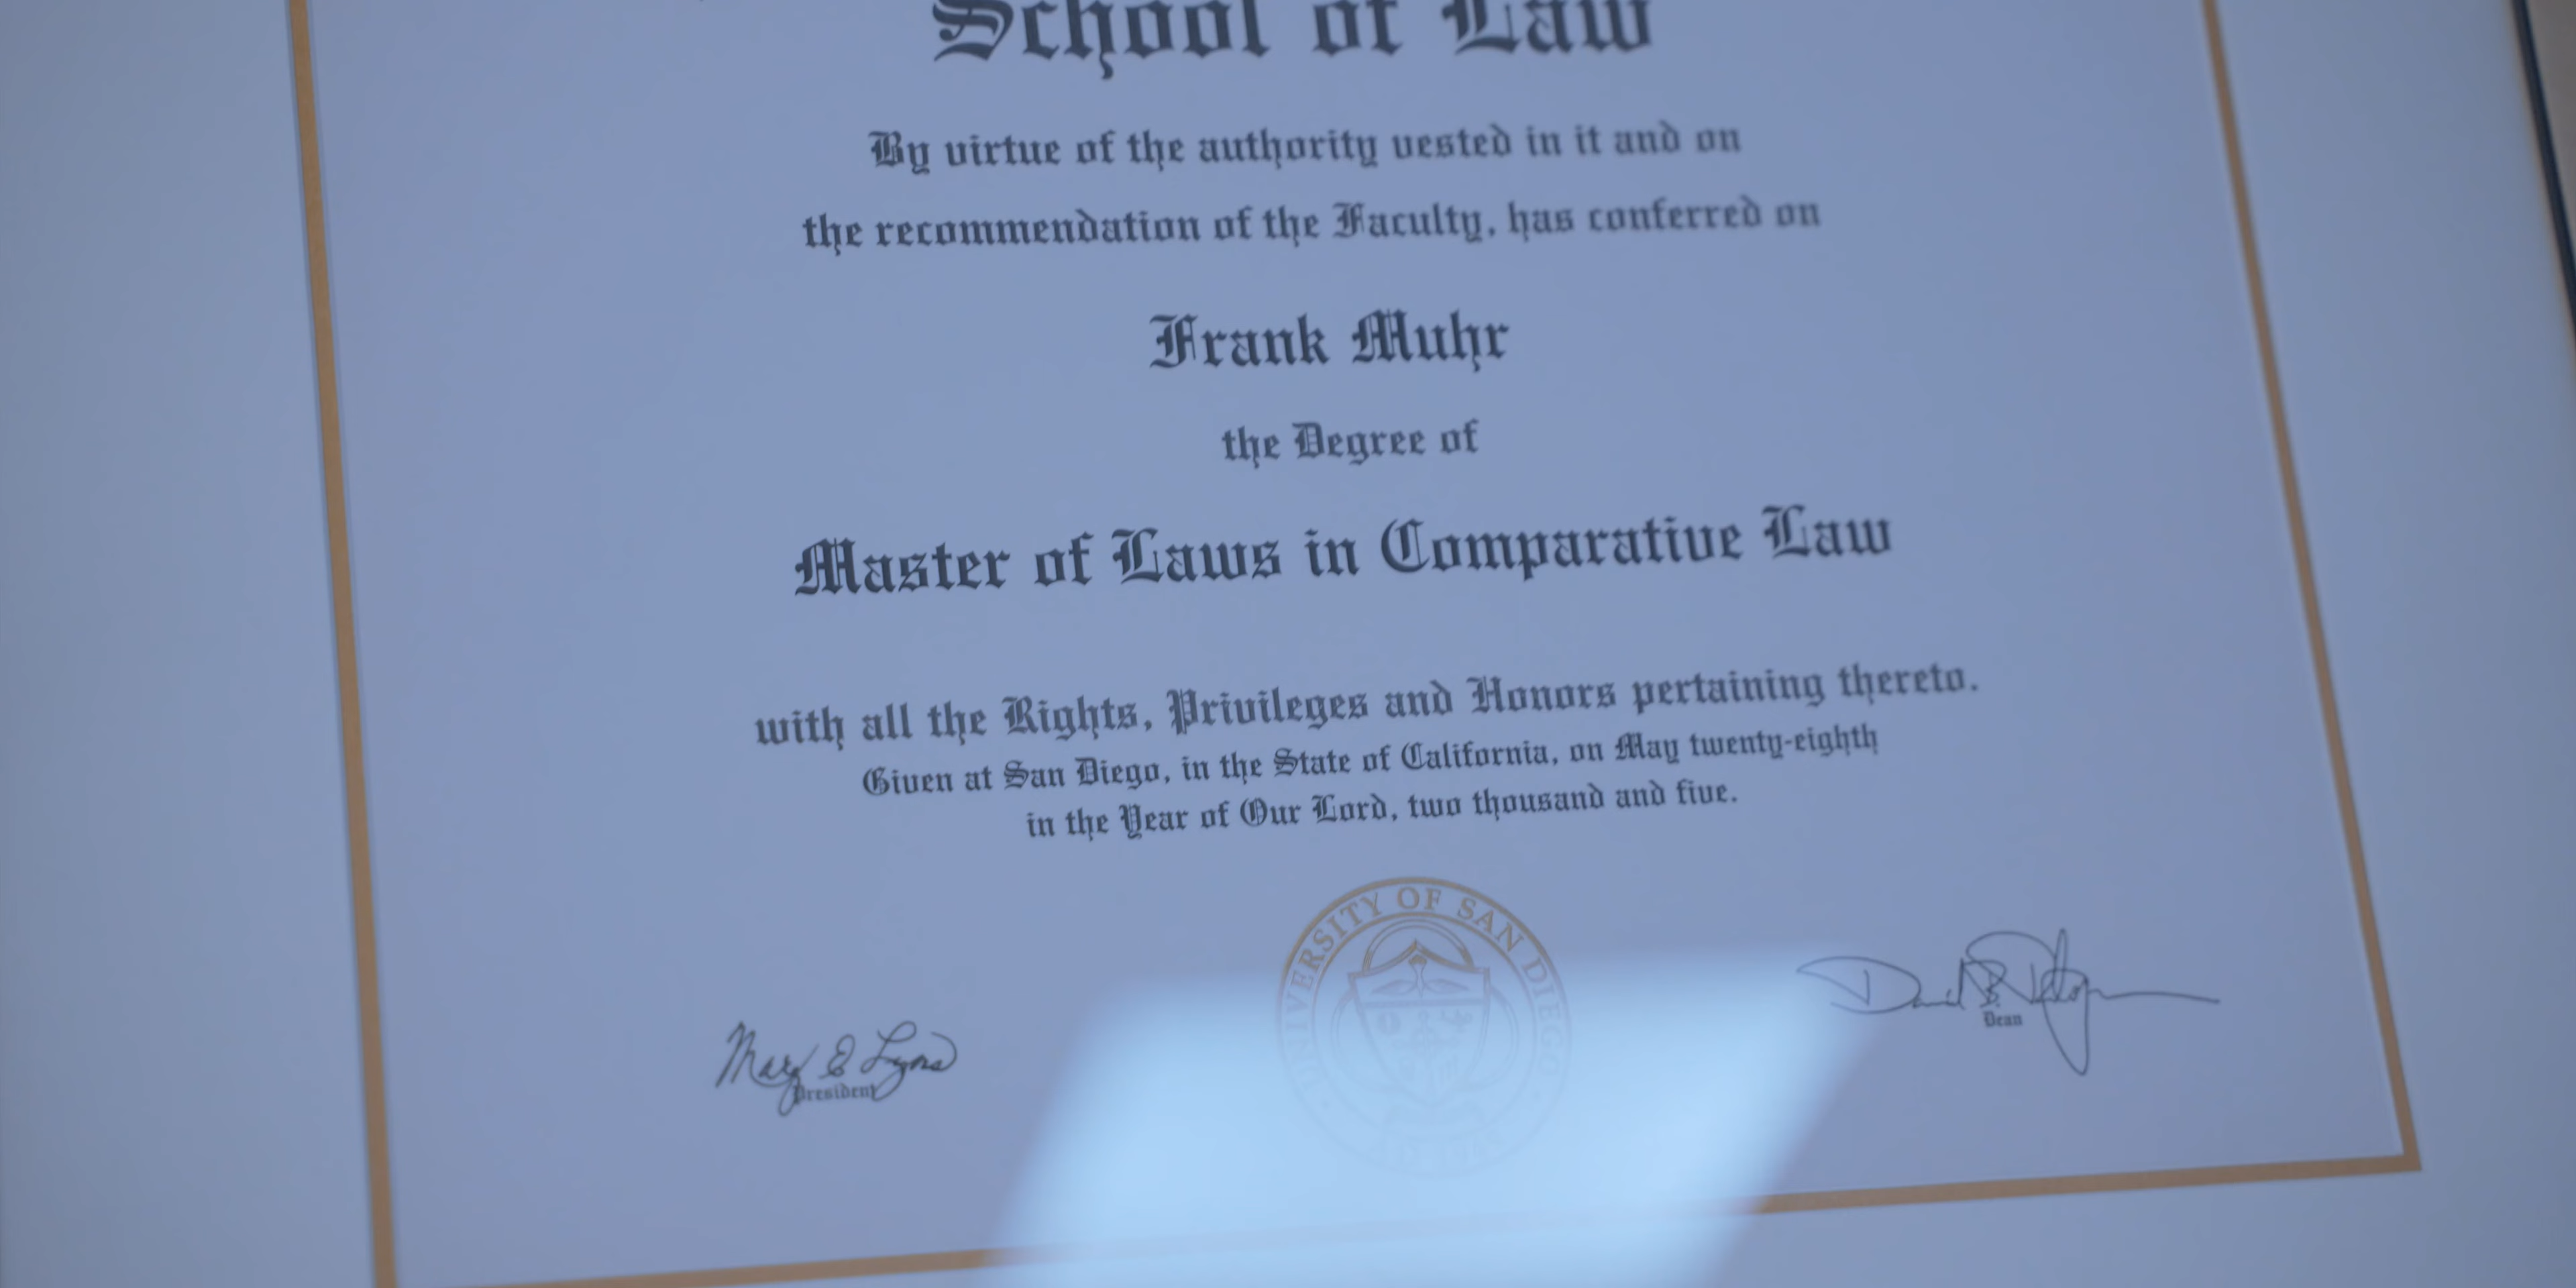 School of Law
By virtue of the authority vested in it and on
the recommendation of the Faculty, has conferred on
Frank Muhr
the Degree of
Master of Laws in Comparative Law
with all the Rights, Privileges and Honors pertaining thereto.
Given at San Diego, in the State of California, on May twenty-eighth
in the Year of Our Lord, two thousand and five.
UNIVERSITY OF SAN DIEGO
Mary E Lyons
President
Dean